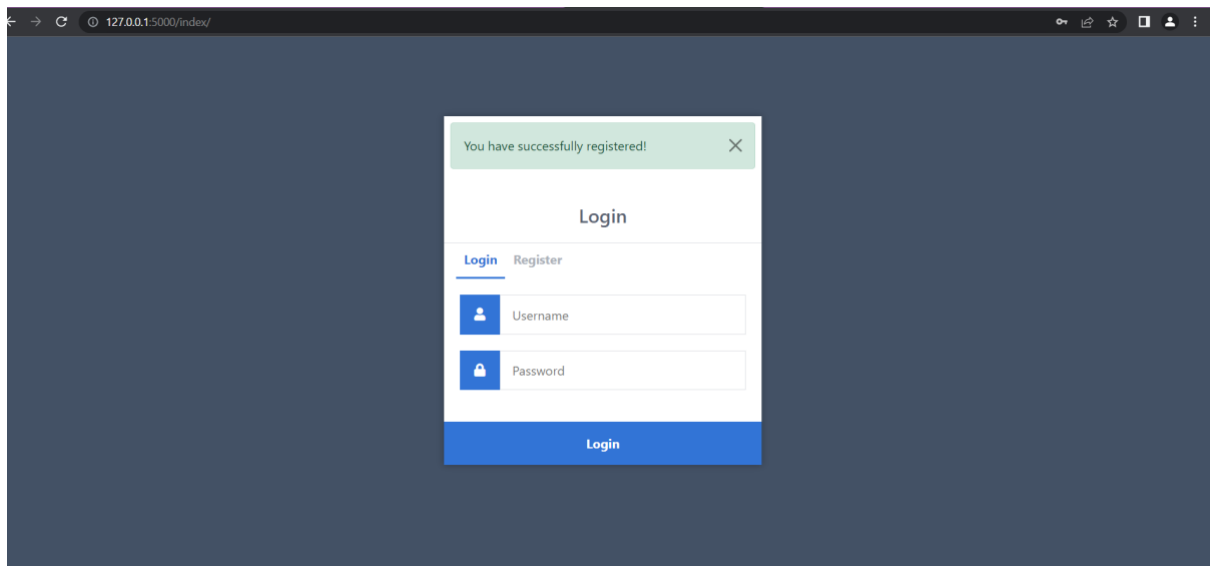 127.0.0.1:5000/index/
You have successfully registered!
Login
Login Register
Username
Password
Login